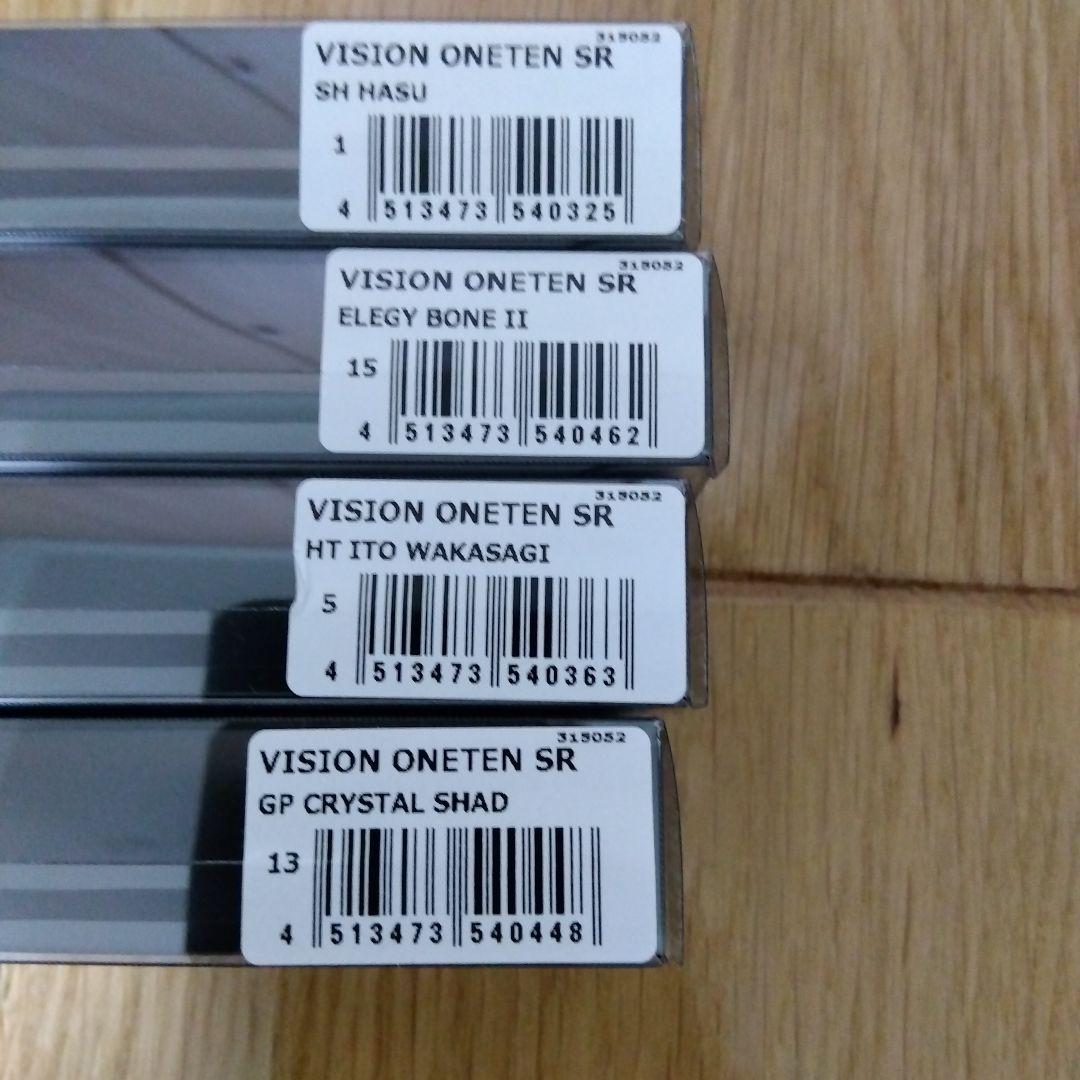 315052
VISION ONETEN SR
SH HASU
1
4 513473 540325
315052
VISION ONETEN SR
ELEGY BONE II
15
4 513473 540462
315052
VISION ONETEN SR
HT ITO WAKASAGI
5
4 513473 540363
315052
VISION ONETEN SR
GP CRYSTAL SHAD
13
4 513473 540448